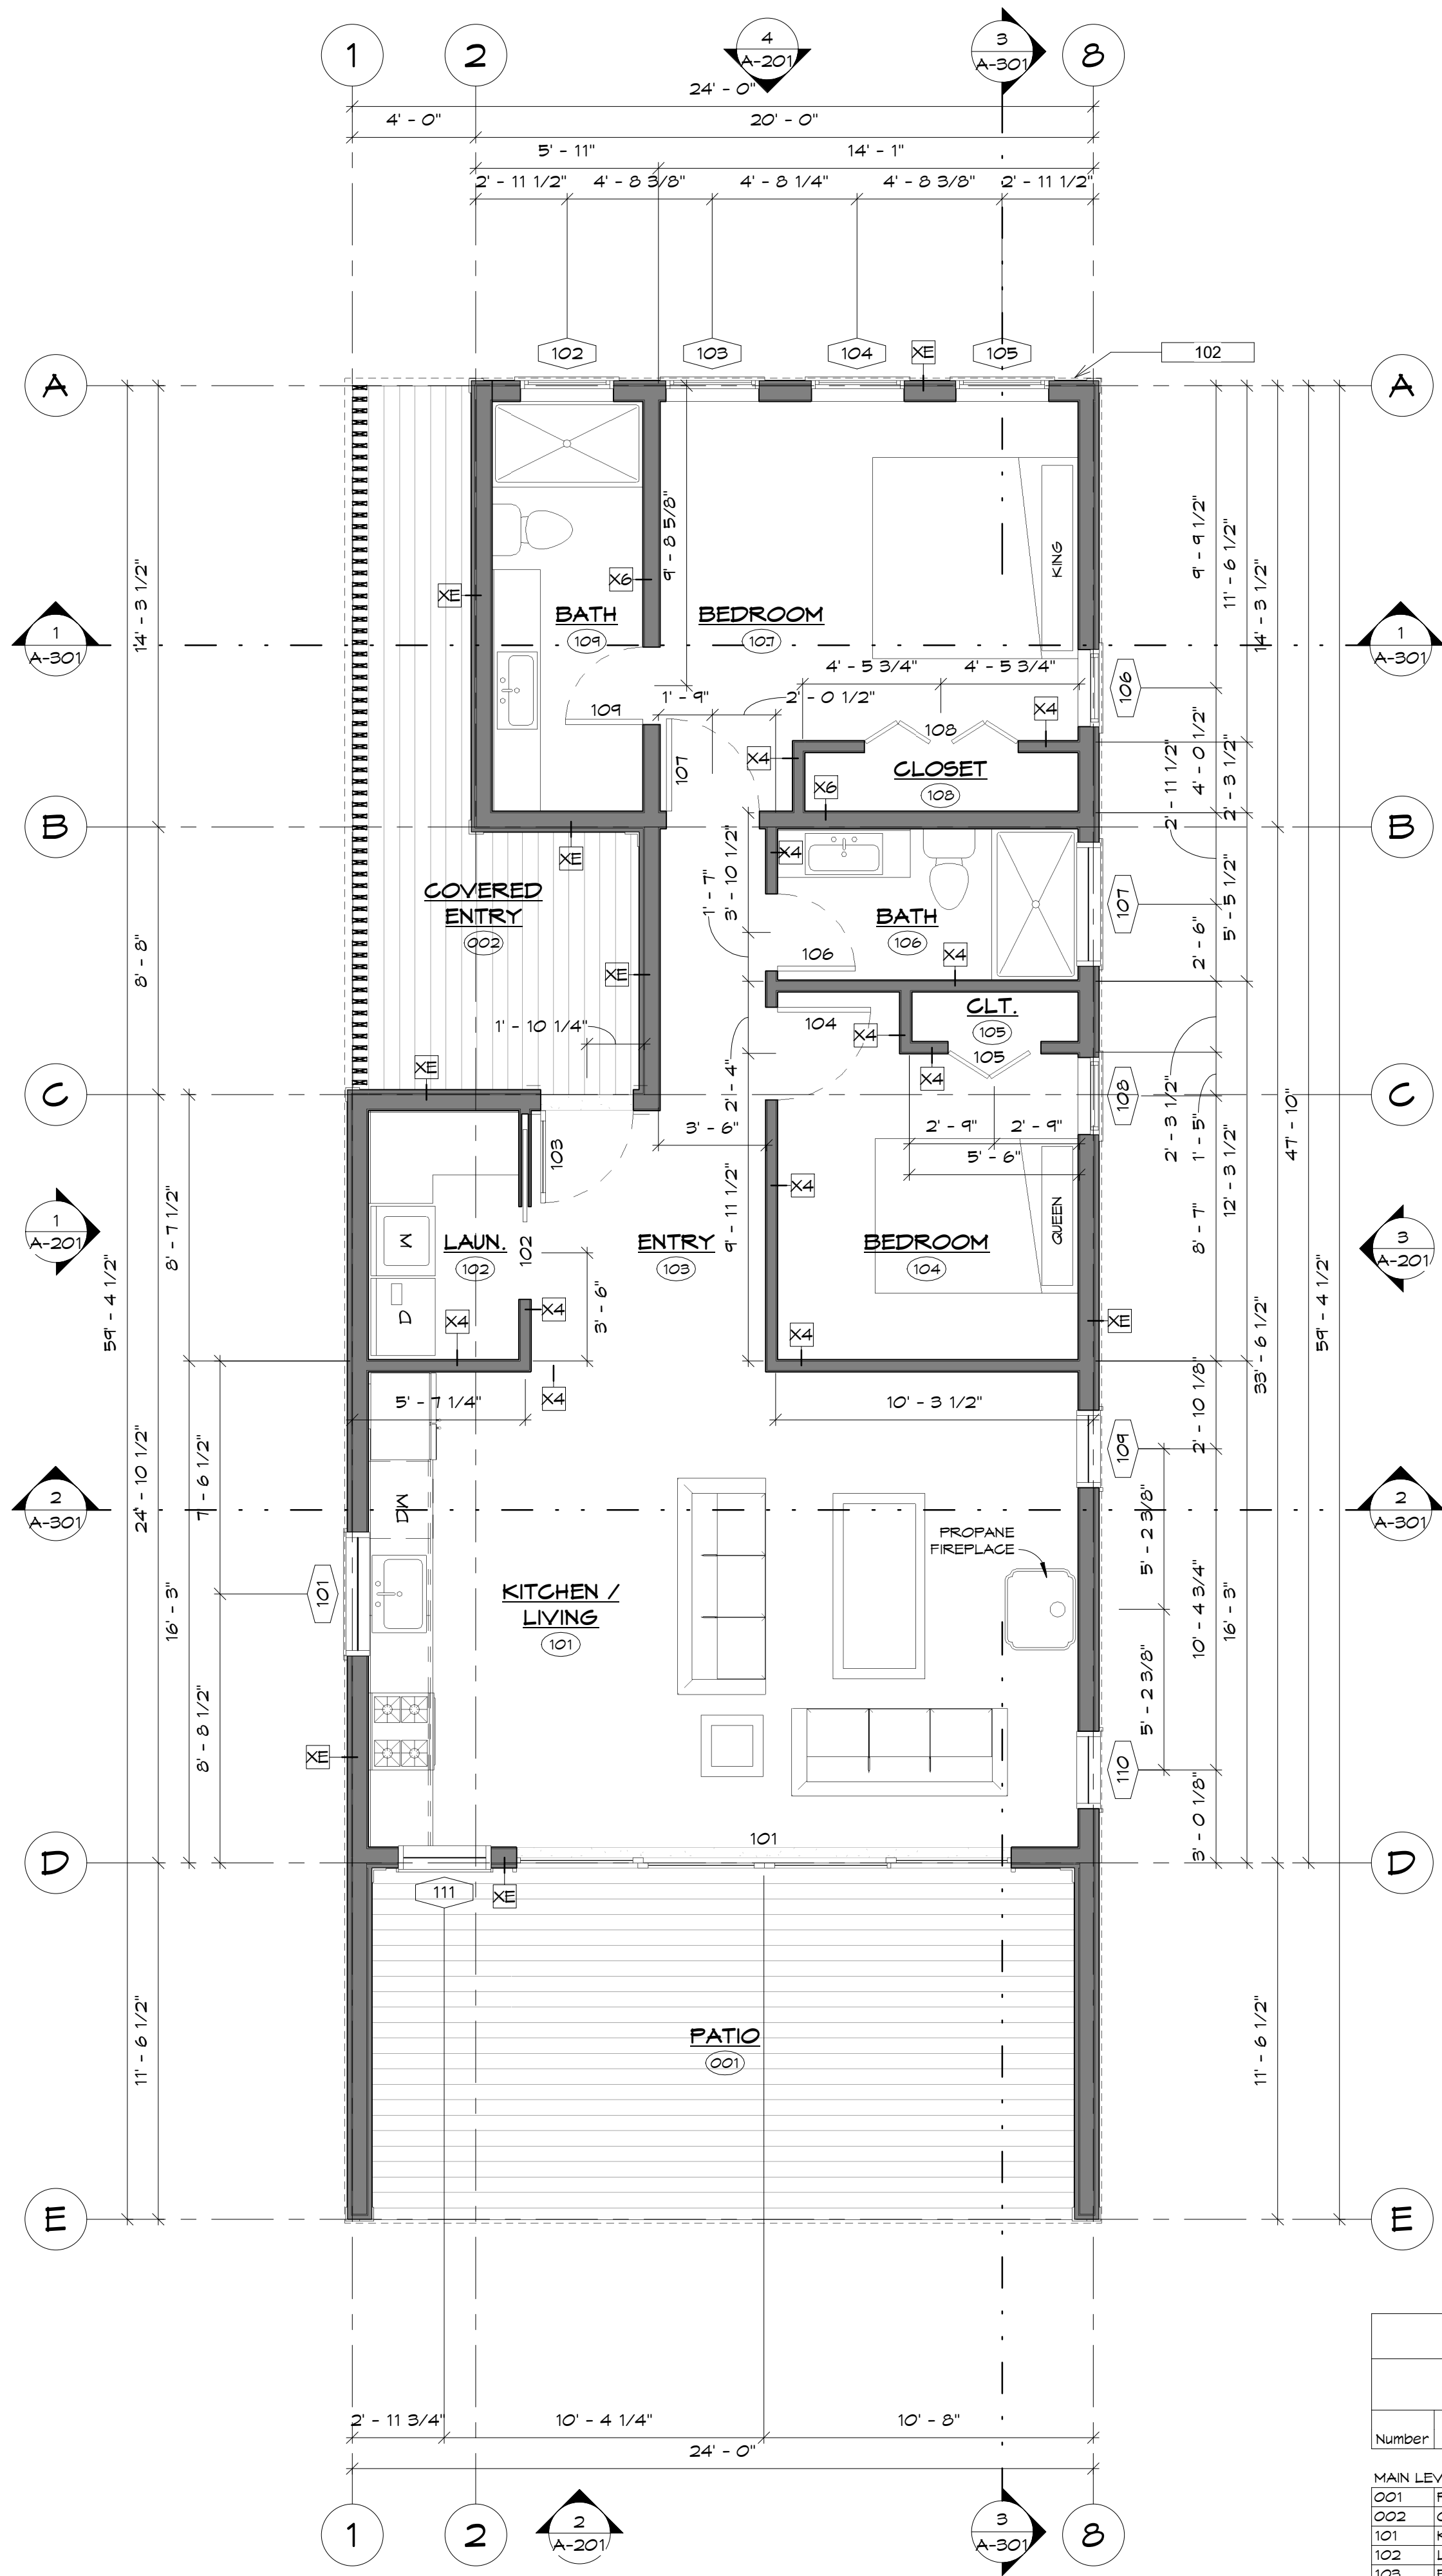 1
2
4
A-201
3
A-301
8
24' - 0"
4' - 0"
20' - 0"
5' - 11"
14' - 1"
2' - 11 1/2"
4' - 8 3/8"
4' - 8 1/4"
4' - 8 3/8"
2' - 11 1/2"
102
103
104
XE
105
102
A
A
9' - 8 5/8"
KING
9' - 9 1/2"
11' - 6 1/2"
14' - 3 1/2"
14' - 3 1/2"
X6
XE
BATH
109
BEDROOM
107
1
A-301
1
A-301
4' - 5 3/4"
4' - 5 3/4"
106
1' - 9"
2' - 0 1/2"
109
107
108
X4
X4
CLOSET
108
X6
2' - 11 1/2"
4' - 0 1/2"
2' - 3 1/2"
B
B
XE
X4
COVERED
ENTRY
002
1' - 7"
3' - 10 1/2"
BATH
106
107
2' - 6"
5' - 5 1/2"
8' - 8"
XE
106
X4
1' - 10 1/4"
104
X4
CLT.
105
105
X4
XE
C
C
2' - 4"
108
2' - 3 1/2"
1' - 5"
3' - 6"
2' - 9"
2' - 9"
5' - 6"
103
X4
12' - 3 1/2"
47' - 10"
8' - 7 1/2"
1
A-201
M
LAUN.
102
102
ENTRY
103
9' - 11 1/2"
BEDROOM
104
QUEEN
8' - 7"
3
A-201
59' - 4 1/2"
D
X4
X4
3' - 6"
X4
XE
33' - 6 1/2"
59' - 4 1/2"
X4
5' - 7 1/4"
10' - 3 1/2"
2' - 10 1/8"
109
24' - 10 1/2"
7' - 6 1/2"
2
A-301
DW
2
A-301
PROPANE
FIREPLACE
5' - 2 3/8"
101
KITCHEN /
LIVING
101
16' - 3"
10' - 4 3/4"
16' - 3"
5' - 2 3/8"
8' - 8 1/2"
XE
110
3' - 0 1/8"
101
D
D
111
XE
PATIO
001
11' - 6 1/2"
11' - 6 1/2"
E
E
2' - 11 3/4"
10' - 4 1/4"
10' - 8"
24' - 0"
1
2
2
A-201
3
A-301
8
Number
MAIN LEV
001
002
101
102
103